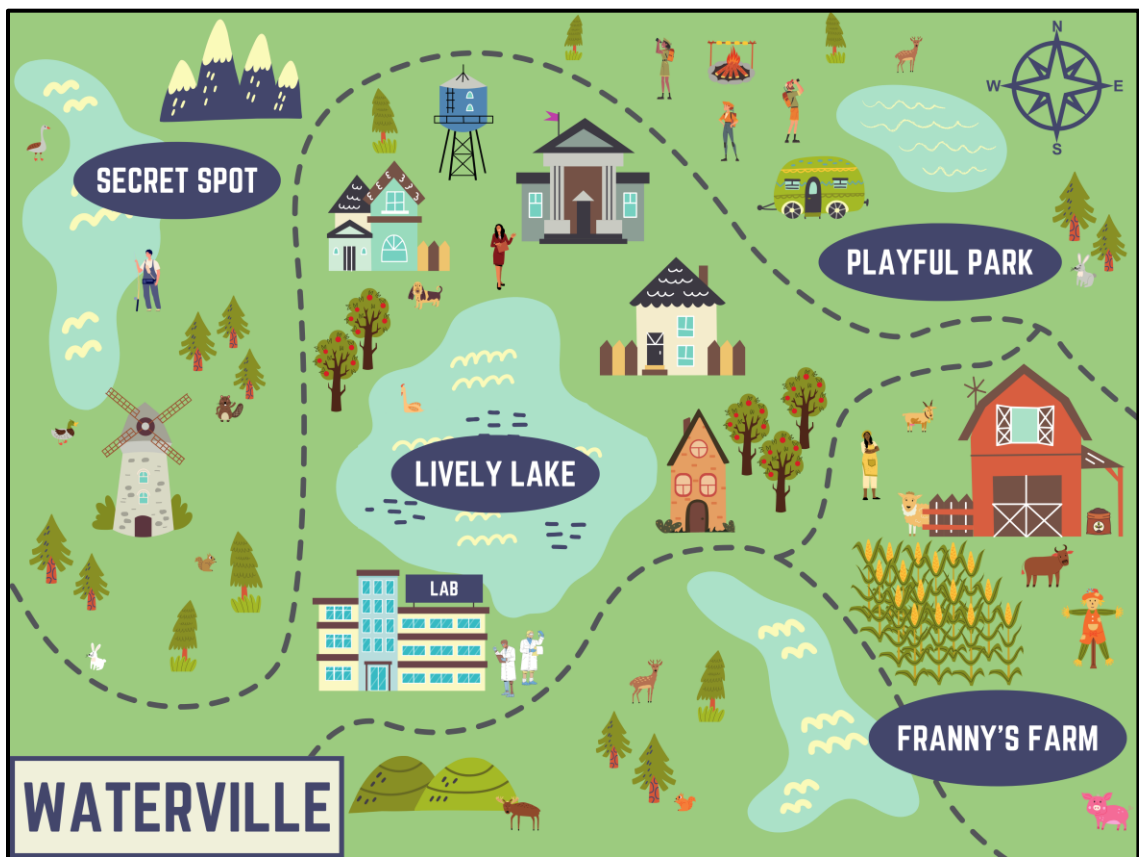 N
W E
S
SECRET SPOT
PLAYFUL PARK
LIVELY LAKE
LAB
FRANNY'S FARM
WATERVILLE